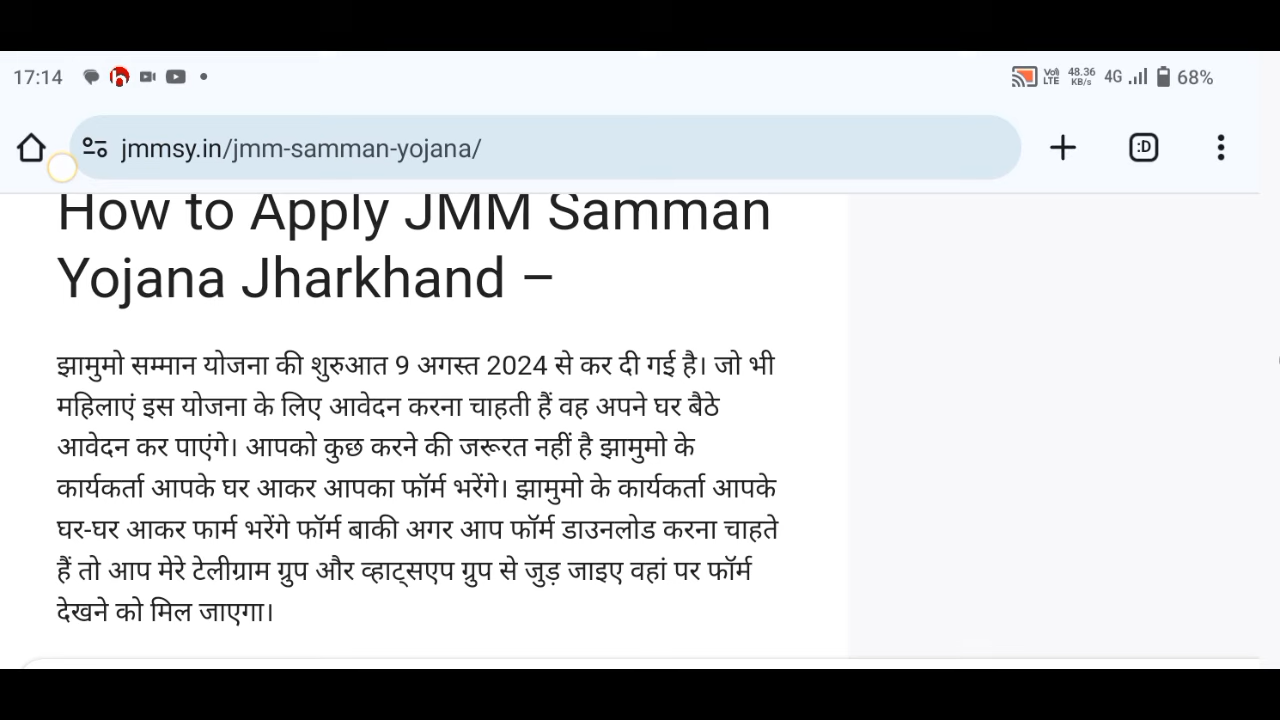 17:14
Vo) LTE 48.36 KB/s 4G 68%
jmmsy.in/jmm-samman-yojana/
:D
How to Apply JMM Samman
Yojana Jharkhand –
झामुमो सम्मान योजना की शुरुआत 9 अगस्त 2024 से कर दी गई है। जो भी
महिलाएं इस योजना के लिए आवेदन करना चाहती हैं वह अपने घर बैठे
आवेदन कर पाएंगे। आपको कुछ करने की जरूरत नहीं है झामुमो के
कार्यकर्ता आपके घर आकर आपका फॉर्म भरेंगे। झामुमो के कार्यकर्ता आपके
घर-घर आकर फार्म भरेंगे फॉर्म बाकी अगर आप फॉर्म डाउनलोड करना चाहते
हैं तो आप मेरे टेलीग्राम ग्रुप और व्हाट्सएप ग्रुप से जुड़ जाइए वहां पर फॉर्म
देखने को मिल जाएगा।